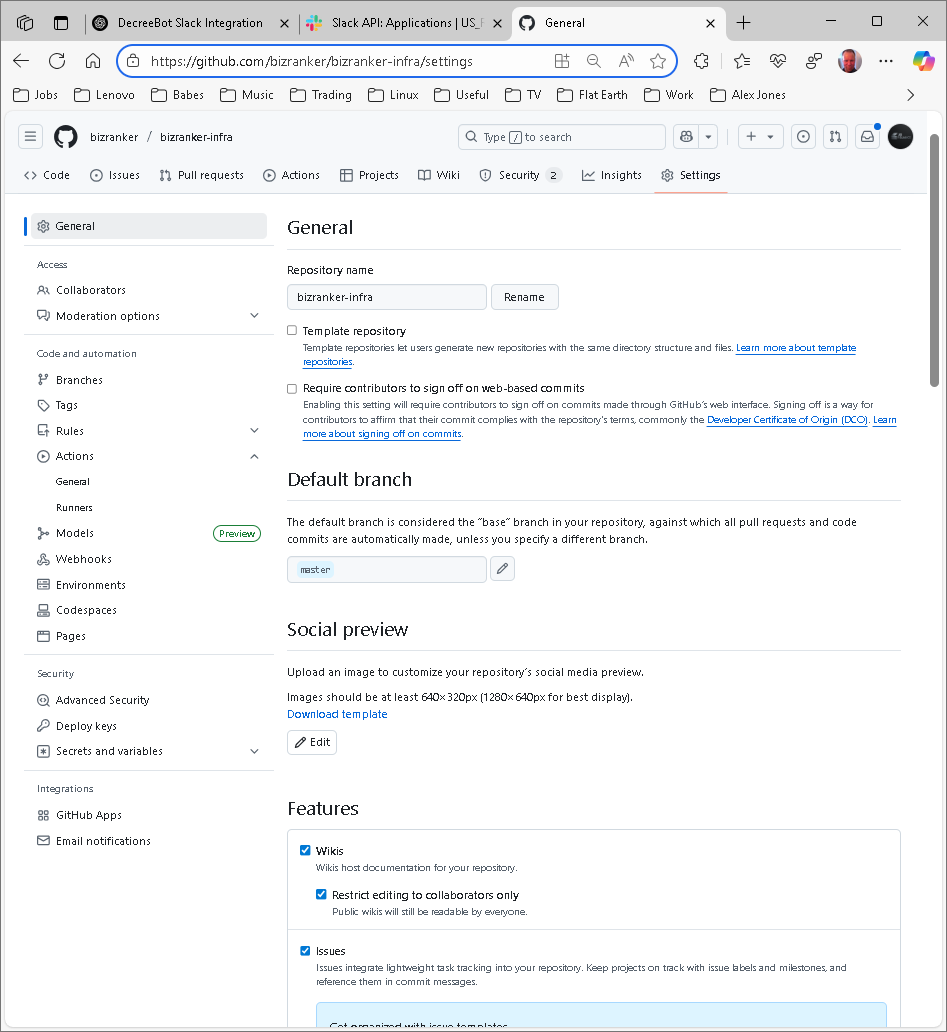 DecreeBot Slack Integration
Slack API: Applications | US_F
General
https://github.com/bizranker/bizranker-infra/settings
Jobs
Lenovo
Babes
Music
Trading
Linux
Useful
TV
Flat Earth
Work
Alex Jones
bizranker / bizranker-infra
Type / to search
Code
Issues
Pull requests
Actions
Projects
Wiki
Security 2
Insights
Settings
General
Access
Collaborators
Moderation options
Code and automation
Branches
Tags
Rules
Actions
General
Runners
Models Preview
Webhooks
Environments
Codespaces
Pages
Security
Advanced Security
Deploy keys
Secrets and variables
Integrations
GitHub Apps
Email notifications
General
Repository name
bizranker-infra
Rename
Template repository
Template repositories let users generate new repositories with the same directory structure and files. Learn more about template
repositories.
Require contributors to sign off on web-based commits
Enabling this setting will require contributors to sign off on commits made through GitHub's web interface. Signing off is a way for
contributors to affirm that their commit complies with the repository's terms, commonly the Developer Certificate of Origin (DCO). Learn
more about signing off on commits.
Default branch
The default branch is considered the "base" branch in your repository, against which all pull requests and code
commits are automatically made, unless you specify a different branch.
master
Social preview
Upload an image to customize your repository's social media preview.
Images should be at least 640×320px (1280×640px for best display).
Download template
Edit
Features
Wikis
Wikis host documentation for your repository.
Restrict editing to collaborators only
Public wikis will still be readable by everyone.
Issues
Issues integrate lightweight task tracking into your repository. Keep projects on track with issue labels and milestones, and
reference them in commit messages.
Get organized with issue templates